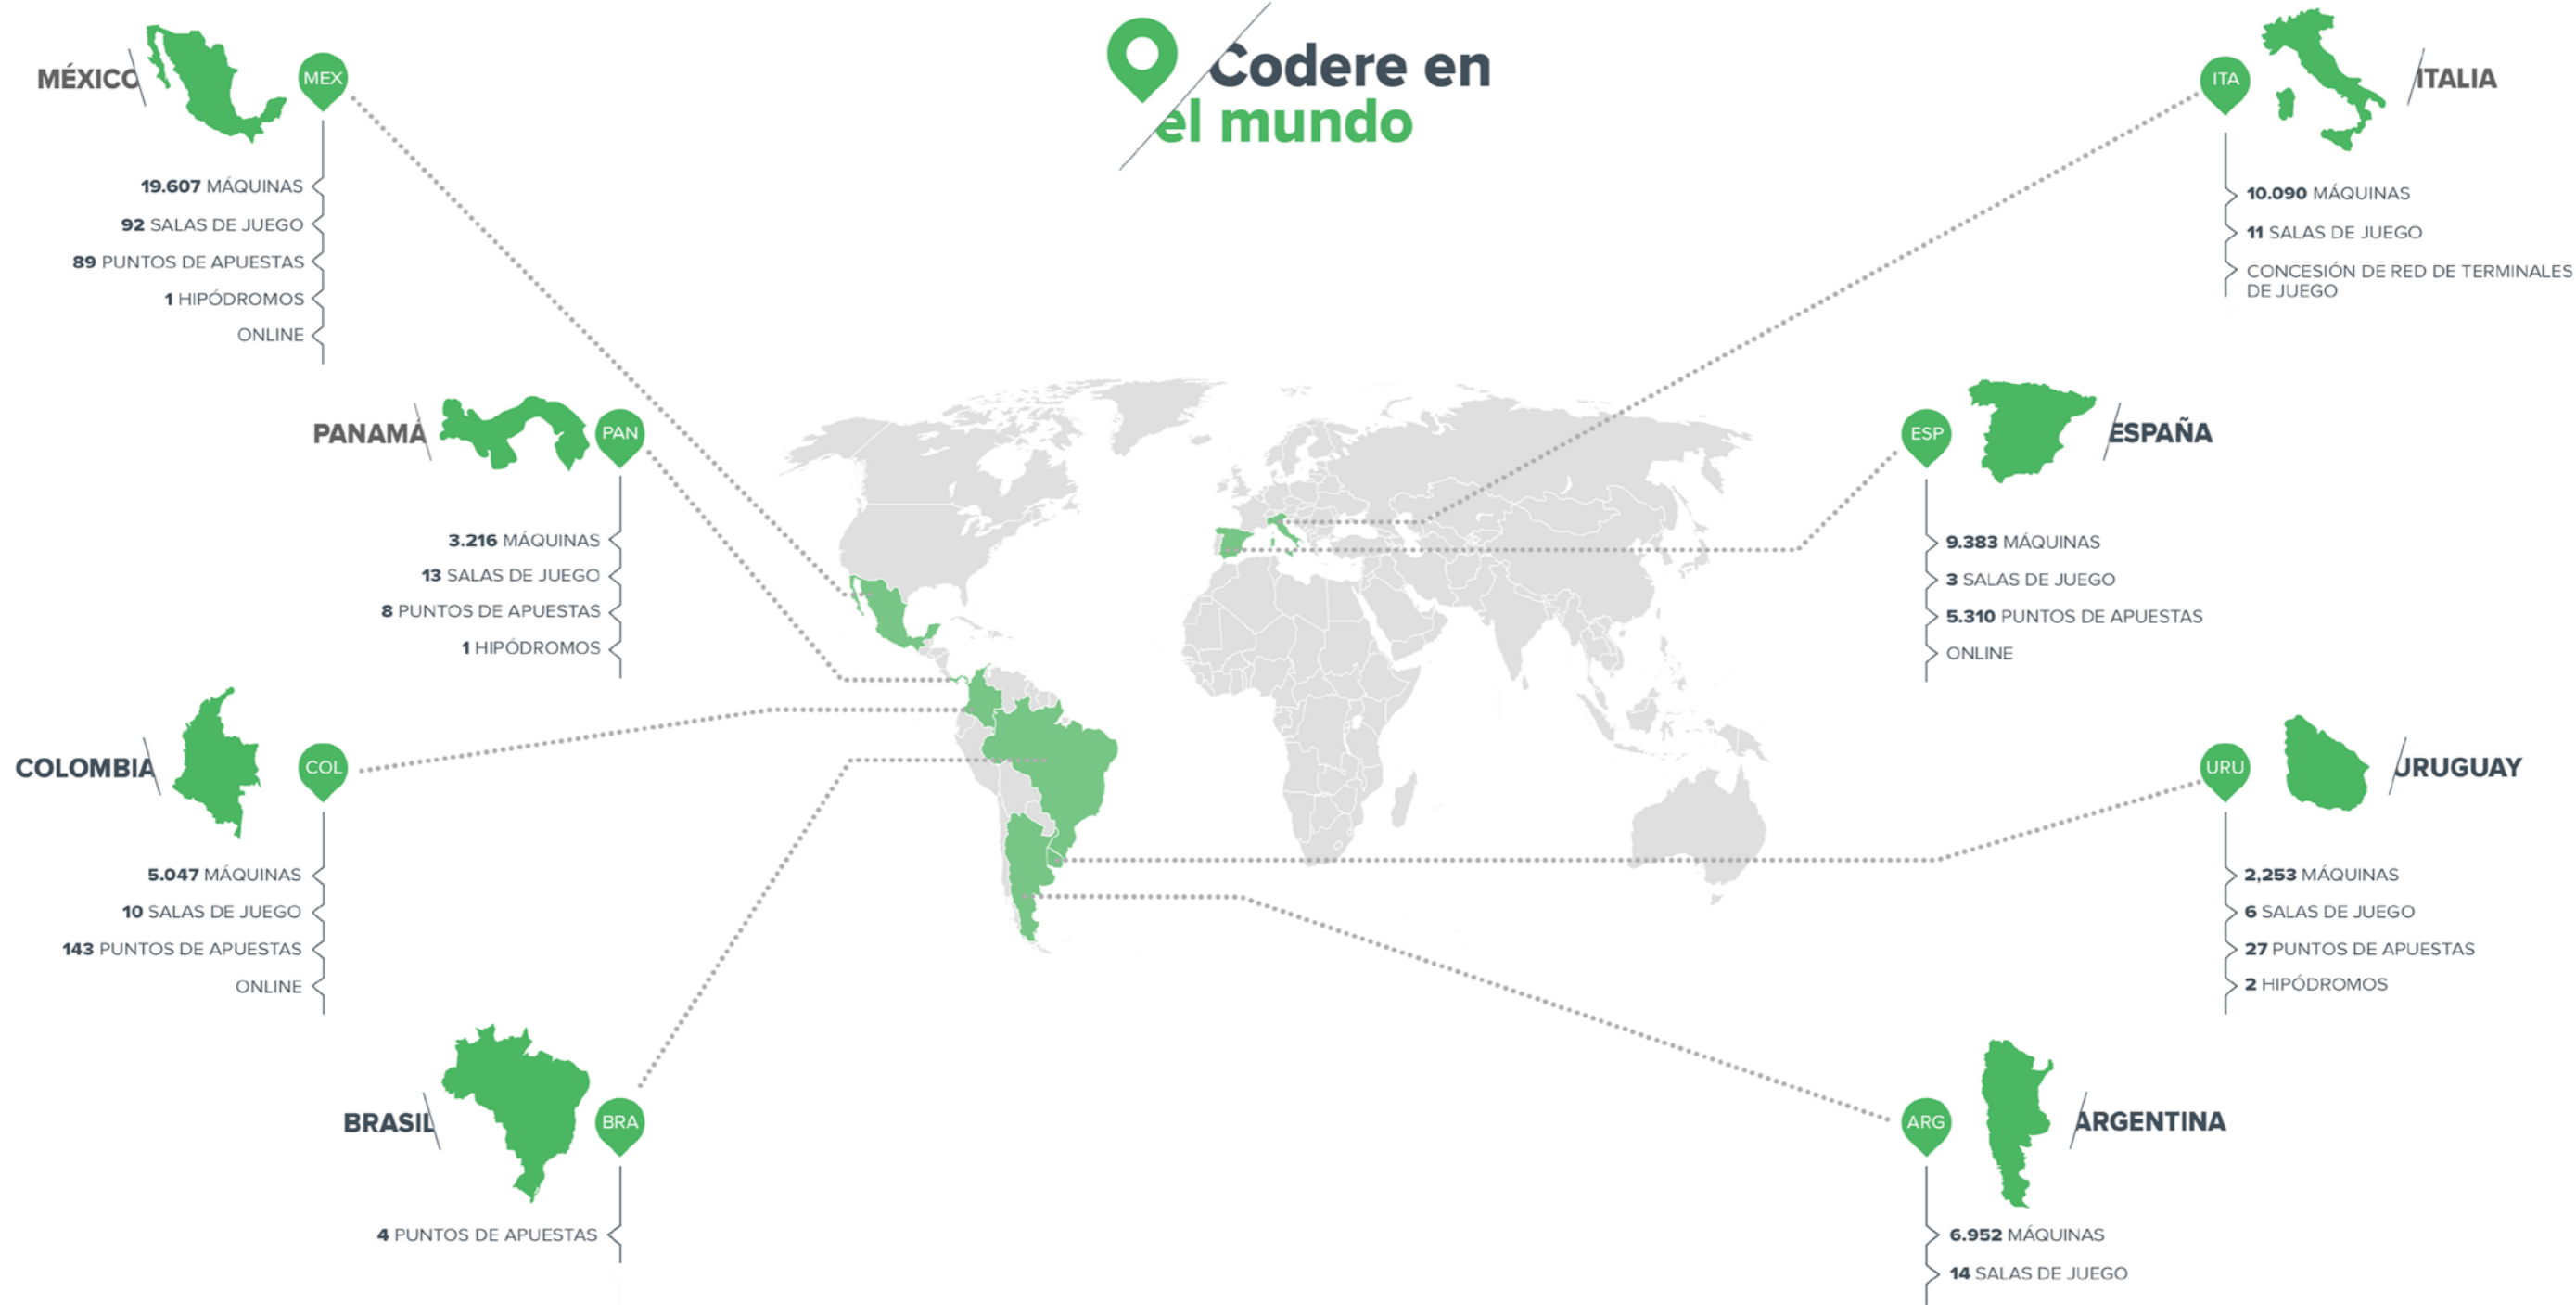 Codere en
el mundo
MÉXICO
MEX
19.607 MÁQUINAS
92 SALAS DE JUEGO
89 PUNTOS DE APUESTAS
1 HIPÓDROMOS
ONLINE
PANAMÁ
PAN
3.216 MÁQUINAS
13 SALAS DE JUEGO
8 PUNTOS DE APUESTAS
1 HIPÓDROMOS
COLOMBIA
COL
5.047 MÁQUINAS
10 SALAS DE JUEGO
143 PUNTOS DE APUESTAS
ONLINE
BRASIL
BRA
4 PUNTOS DE APUESTAS
ITA
ITALIA
10.090 MÁQUINAS
11 SALAS DE JUEGO
CONCESIÓN DE RED DE TERMINALES
DE JUEGO
ESP
ESPAÑA
9.383 MÁQUINAS
3 SALAS DE JUEGO
5.310 PUNTOS DE APUESTAS
ONLINE
URU
URUGUAY
2,253 MÁQUINAS
6 SALAS DE JUEGO
27 PUNTOS DE APUESTAS
2 HIPÓDROMOS
ARG
ARGENTINA
6.952 MÁQUINAS
14 SALAS DE JUEGO